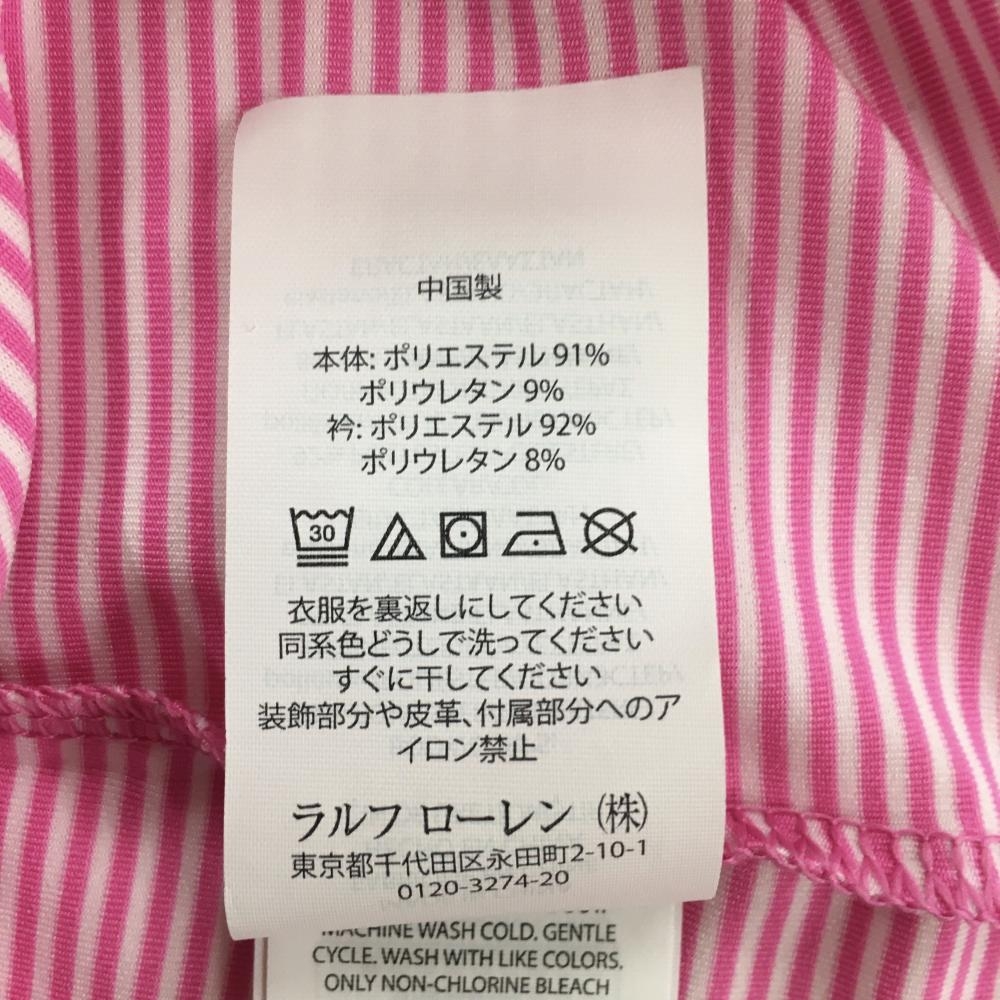 中国製
本体: ポリエステル 91%
ポリウレタン 9%
衿: ポリエステル 92%
ポリウレタン 8%
30
衣服を裏返しにしてください
同系色どうしで洗ってください
すぐに干してください
装飾部分や皮革、付属部分へのア
イロン禁止
ラルフ ローレン (株)
東京都千代田区永田町2-10-1
0120-3274-20
MACHINE WASH COLD. GENTLE
CYCLE. WASH WITH LIKE COLORS.
ONLY NON-CHLORINE BLEACH